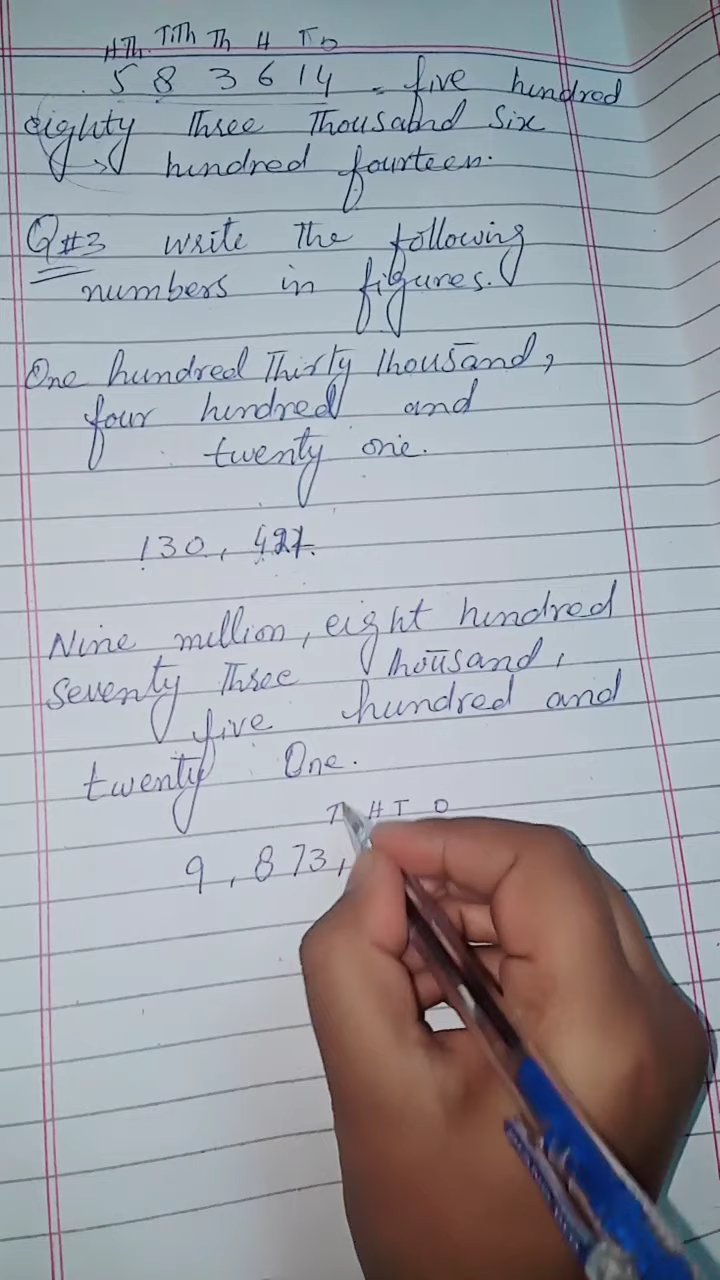 HTh. TTh Th H T O
5 8 3 6 1 4 = five hundred
eighty three thousand six
hundred fourteen.
Q#3 write the following
numbers in figures.
One hundred Thirty thousand,
four hundred and
twenty one.
130, 421.
Nine million, eight hundred
seventy three thousand,
five hundred and
twenty One.
T H T O
9, 873,